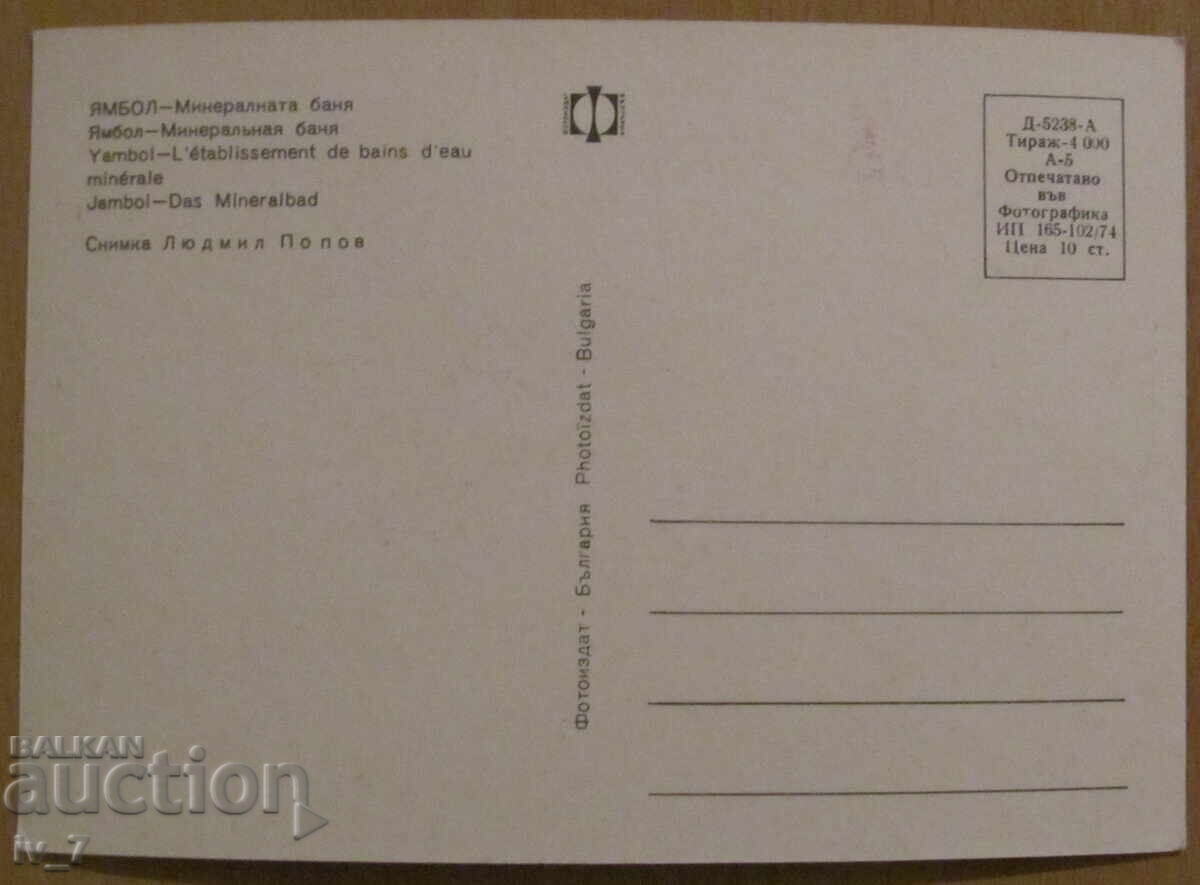 ЯМБОЛ—Минералната баня
Ямбол—Минеральная баня
Yambol—L'établissement de bains d'eau
minérale
Jambol—Das Mineralbad
Снимка Людмил Попов
Д-5238-А
Тираж-4 000
А-5
Отпечатано
във
Фотографика
ИП 165-102/74
Цена 10 ст.
Фотоиздат - България Photoïzdat - Bulgaria
BALKAN
auction
iv_7